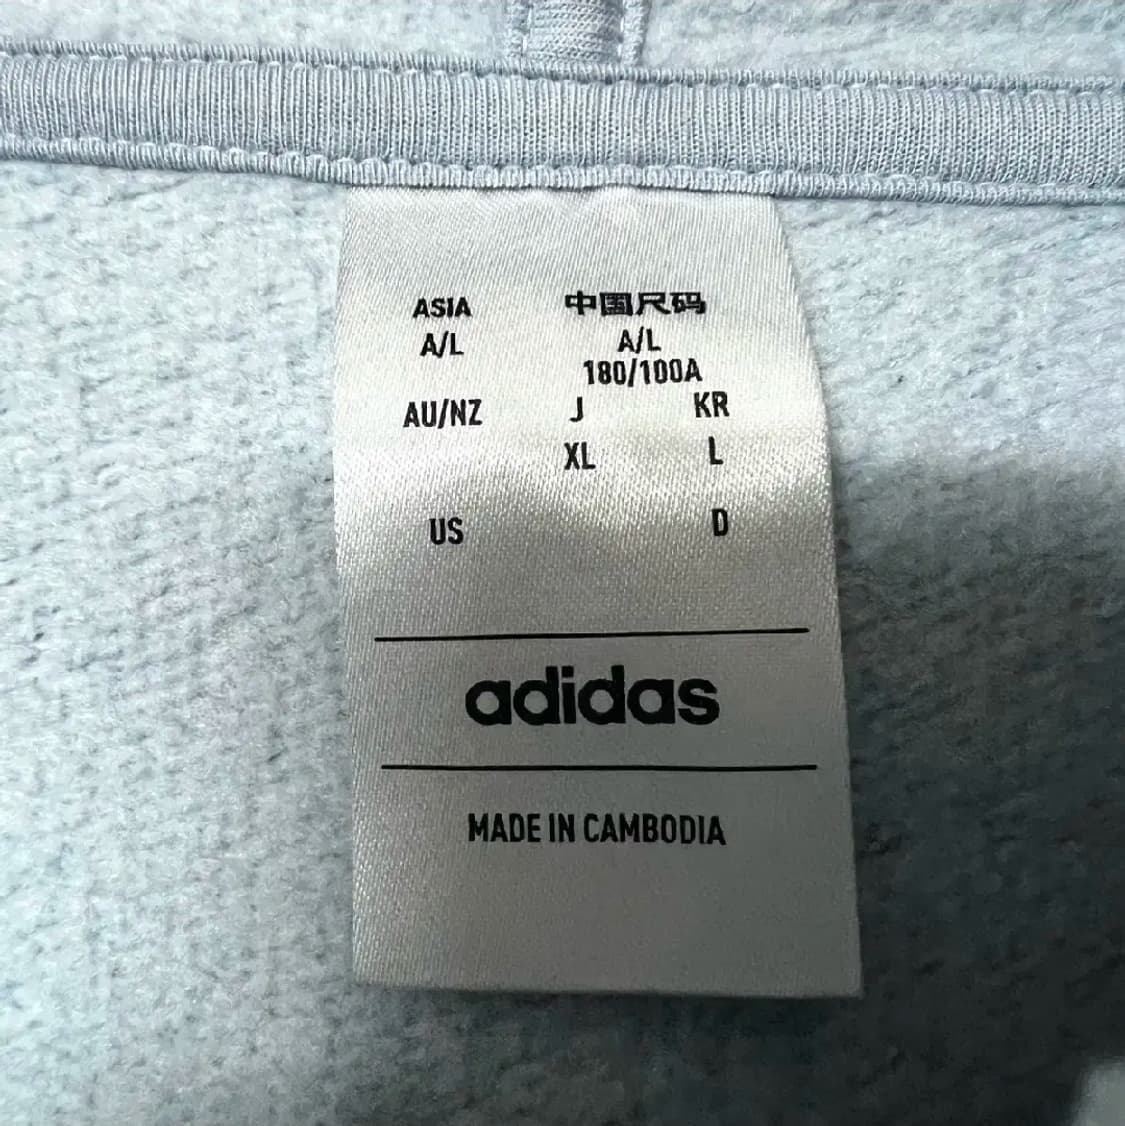 ASIA 中国尺码
A/L A/L
180/100A
AU/NZ J KR
XL L
US D
adidas
MADE IN CAMBODIA